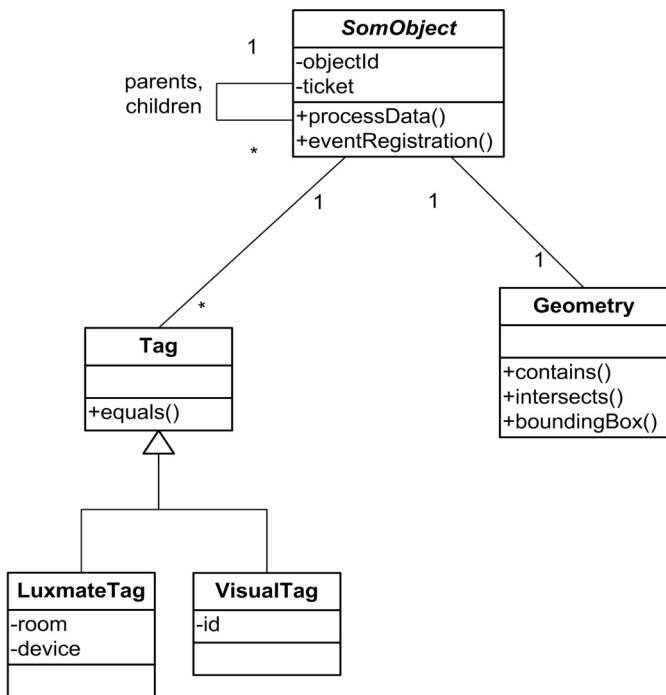 SomObject
1
-objectId
-ticket
parents,
children
+processData()
+eventRegistration()
*
1
1
1
*
Tag
+equals()
Geometry
+contains()
+intersects()
+boundingBox()
LuxmateTag
-room
-device
VisualTag
-id